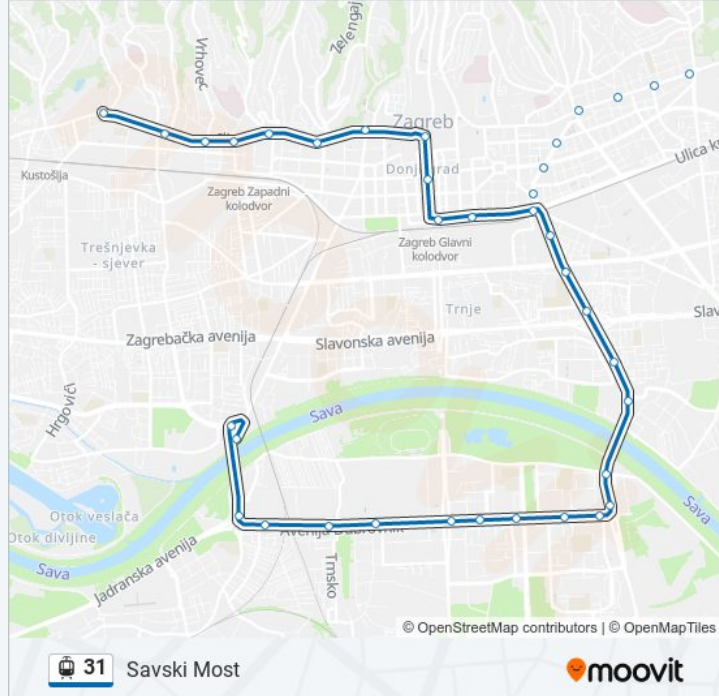 Vrhovec
Zeleng
Zagreb
Ulica k
Kustošija
Donji grad
Zagreb Zapadni
kolodvor
Trešnjevka
- sjever
Zagreb Glavni
kolodvor
Trnje
Slav
Zagrebačka avenija
Slavonska avenija
Hrgovići
Sava
Otok veslača
Otok divljine
Avenija Dubrovnik
Sava
Sava
Jadranska avenija
Trnsko
© OpenStreetMap contributors | © OpenMapTiles
31 Savski Most
moovit